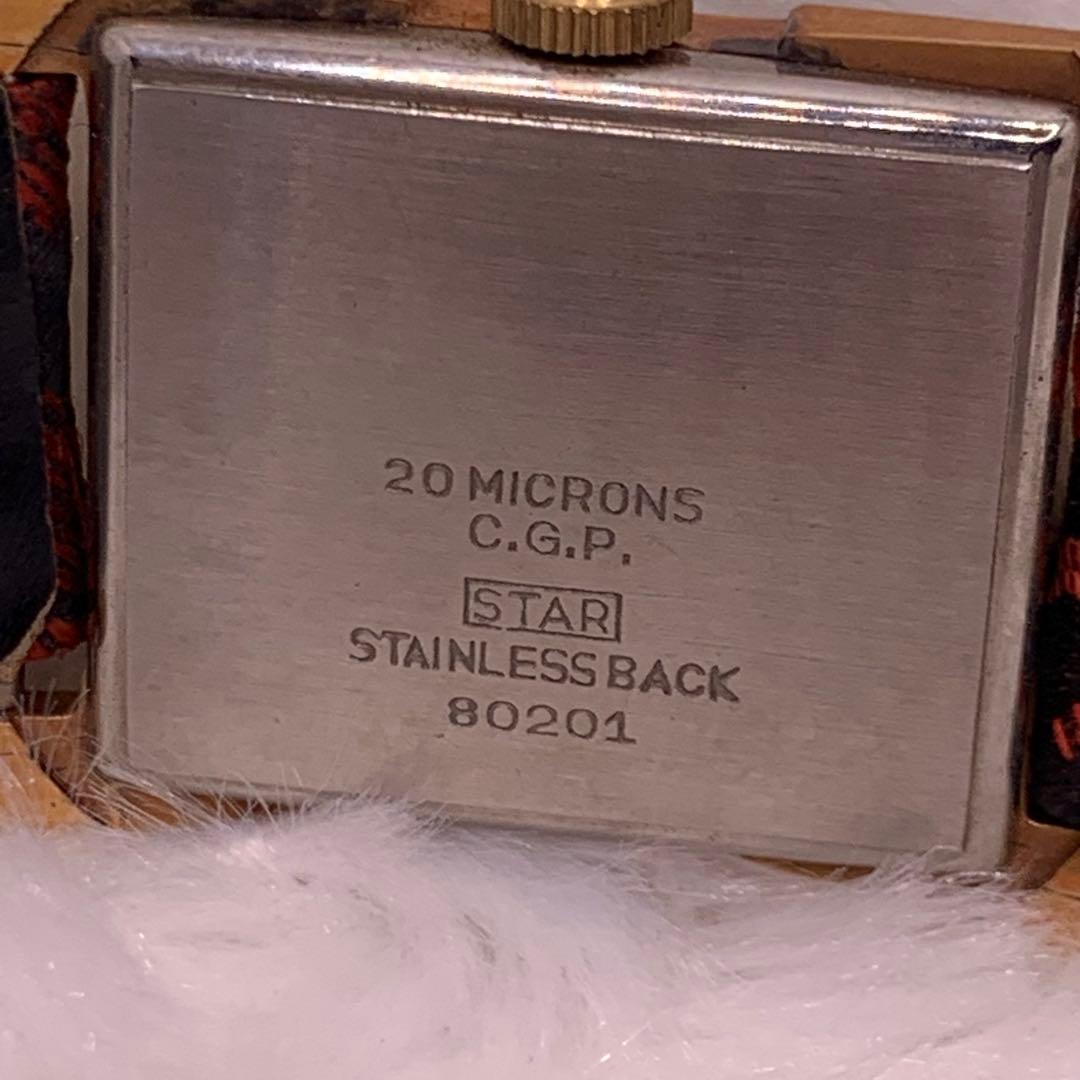 20 MICRONS
C.G.P.
STAR
STAINLESS BACK
80201